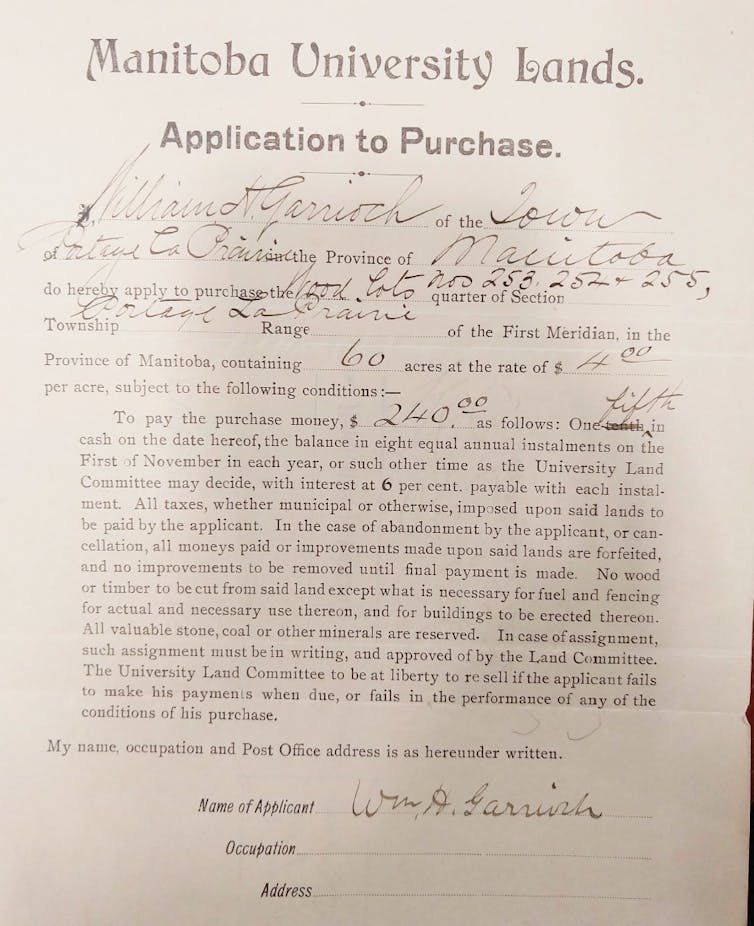 Manitoba University Lands.
Application to Purchase.
William H. Garrioch of the Town
of Portage La Prairie in the Province of Manitoba
do hereby apply to purchase the Wood Lots Nos 253, 254 & 255,
quarter of Section
Portage La Prairie
Township Range of the First Meridian, in the
Province of Manitoba, containing 60 acres at the rate of $ 4.00
per acre, subject to the following conditions:—
fifth
To pay the purchase money, $ 240.00 as follows: One tenth in
cash on the date hereof, the balance in eight equal annual instalments on the
First of November in each year, or such other time as the University Land
Committee may decide, with interest at 6 per cent. payable with each instal-
ment. All taxes, whether municipal or otherwise, imposed upon said lands to
be paid by the applicant. In the case of abandonment by the applicant, or can-
cellation, all moneys paid or improvements made upon said lands are forfeited,
and no improvements to be removed until final payment is made. No wood
or timber to be cut from said land except what is necessary for fuel and fencing
for actual and necessary use thereon, and for buildings to be erected thereon.
All valuable stone, coal or other minerals are reserved. In case of assignment,
such assignment must be in writing, and approved of by the Land Committee.
The University Land Committee to be at liberty to re sell if the applicant fails
to make his payments when due, or fails in the performance of any of the
conditions of his purchase.
My name, occupation and Post Office address is as hereunder written.
Name of Applicant Wm. H. Garrioch
Occupation
Address